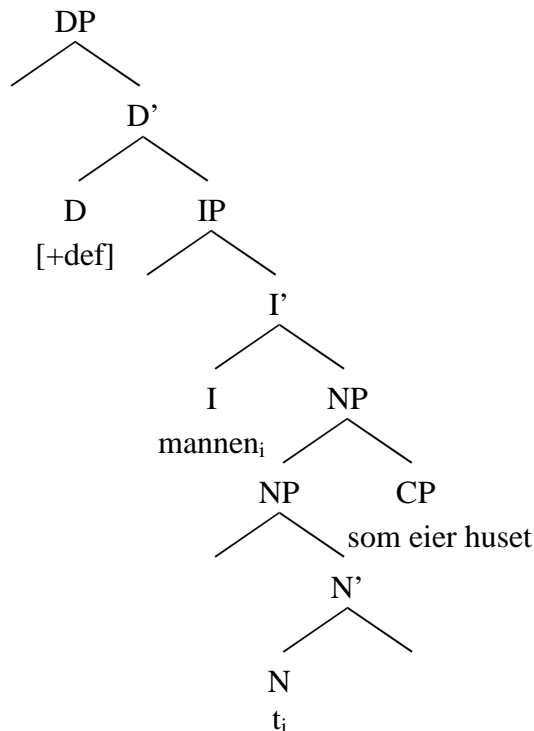 DP
D’
D IP
[+def]
I’
I NP
manneni
NP CP
som eier huset
N’
N
ti